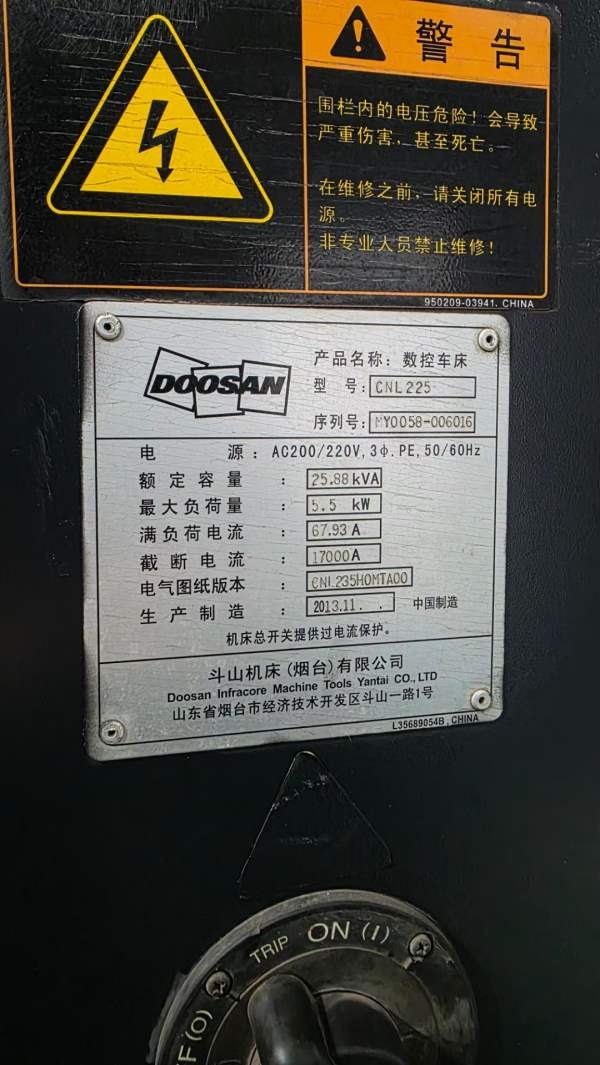 警告
围栏内的电压危险！会导致
严重伤害，甚至死亡。
在维修之前，请关闭所有电
源。
非专业人员禁止维修！
950209-03941. CHINA
DOOSAN
产品名称: 数控车床
型 号: CNL225
序列号: MY0058-006016
电 源: AC200/220V, 3Φ. PE, 50/60Hz
额定容量 : 25.88 kVA
最大负荷量 : 5.5 kW
满负荷电流 : 67.93 A
截断电流 : 17000 A
电气图纸版本 : CNL235HOMTA00
生产制造 : 2013.11. . 中国制造
机床总开关提供过电流保护。
斗山机床(烟台)有限公司
Doosan Infracore Machine Tools Yantai CO., LTD
山东省烟台市经济技术开发区斗山一路1号
L35689054B, CHINA
TRIP ON (I)
FF (O)